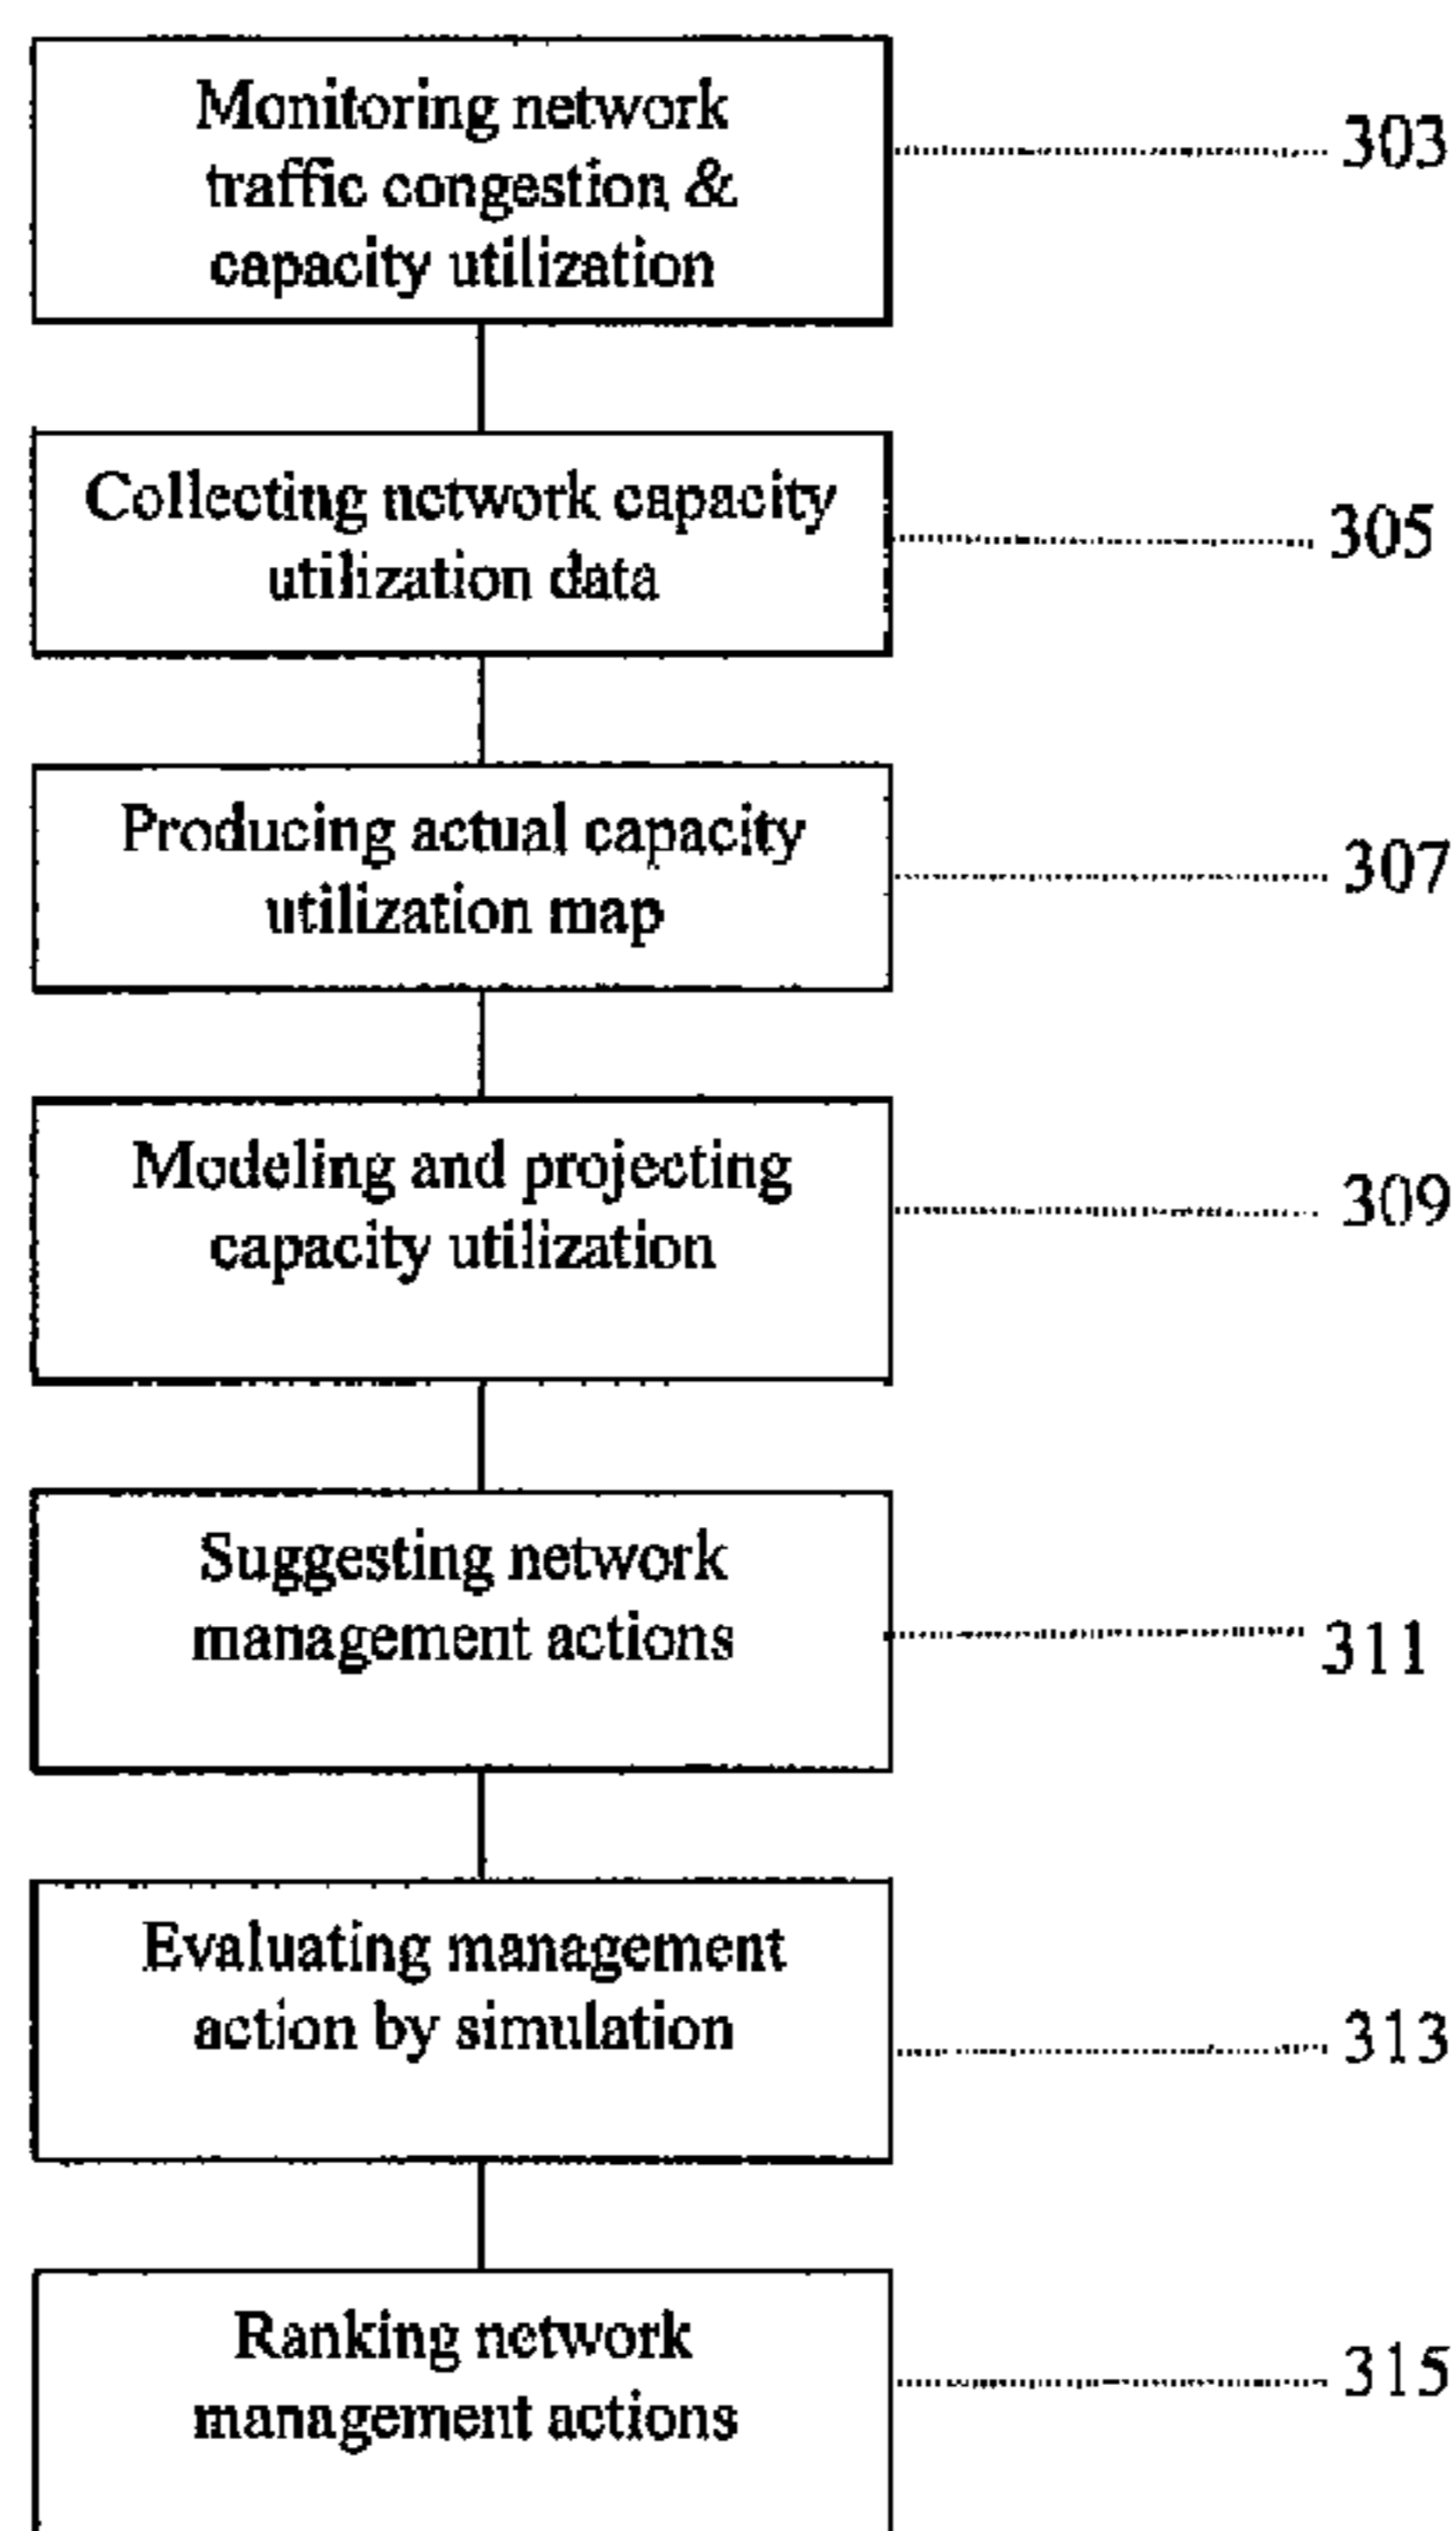 Monitoring network
traffic congestion &
capacity utilization
303
Collecting network capacity
utilization data
305
Producing actual capacity
utilization map
307
Modeling and projecting
capacity utilization
309
Suggesting network
management actions
311
Evaluating management
action by simulation
313
Ranking network
management actions
315